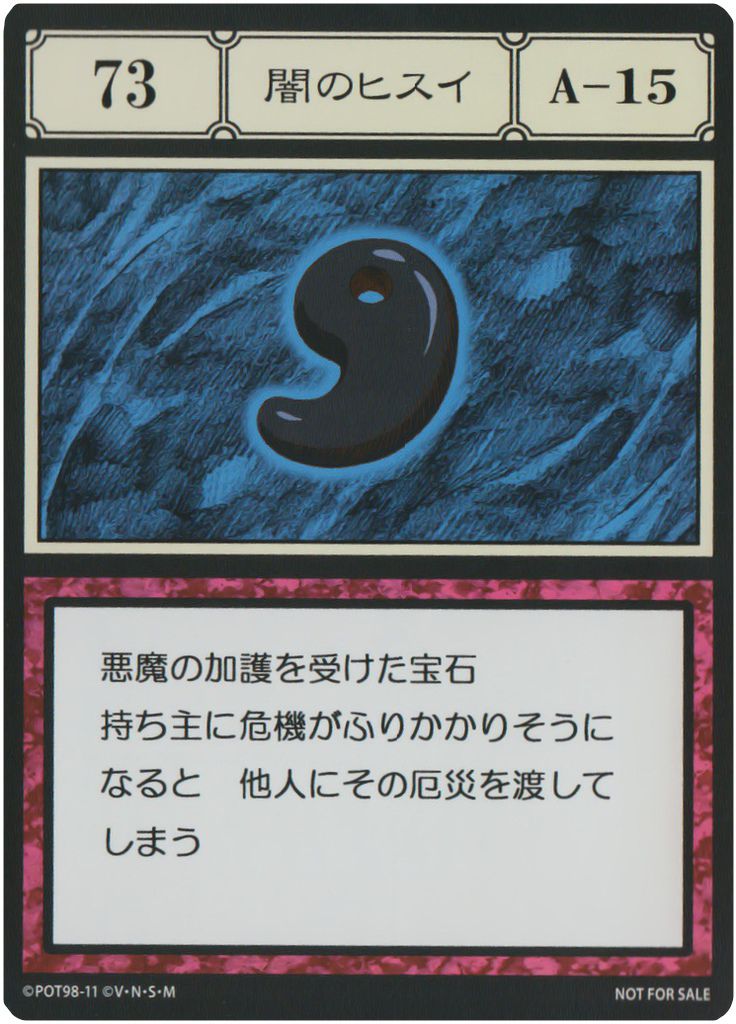 73
闇のヒスイ
A-15
悪魔の加護を受けた宝石
持ち主に危機がふりかかりそうに
なると　他人にその厄災を渡して
しまう
©POT98-11 ©V・N・S・M
NOT FOR SALE